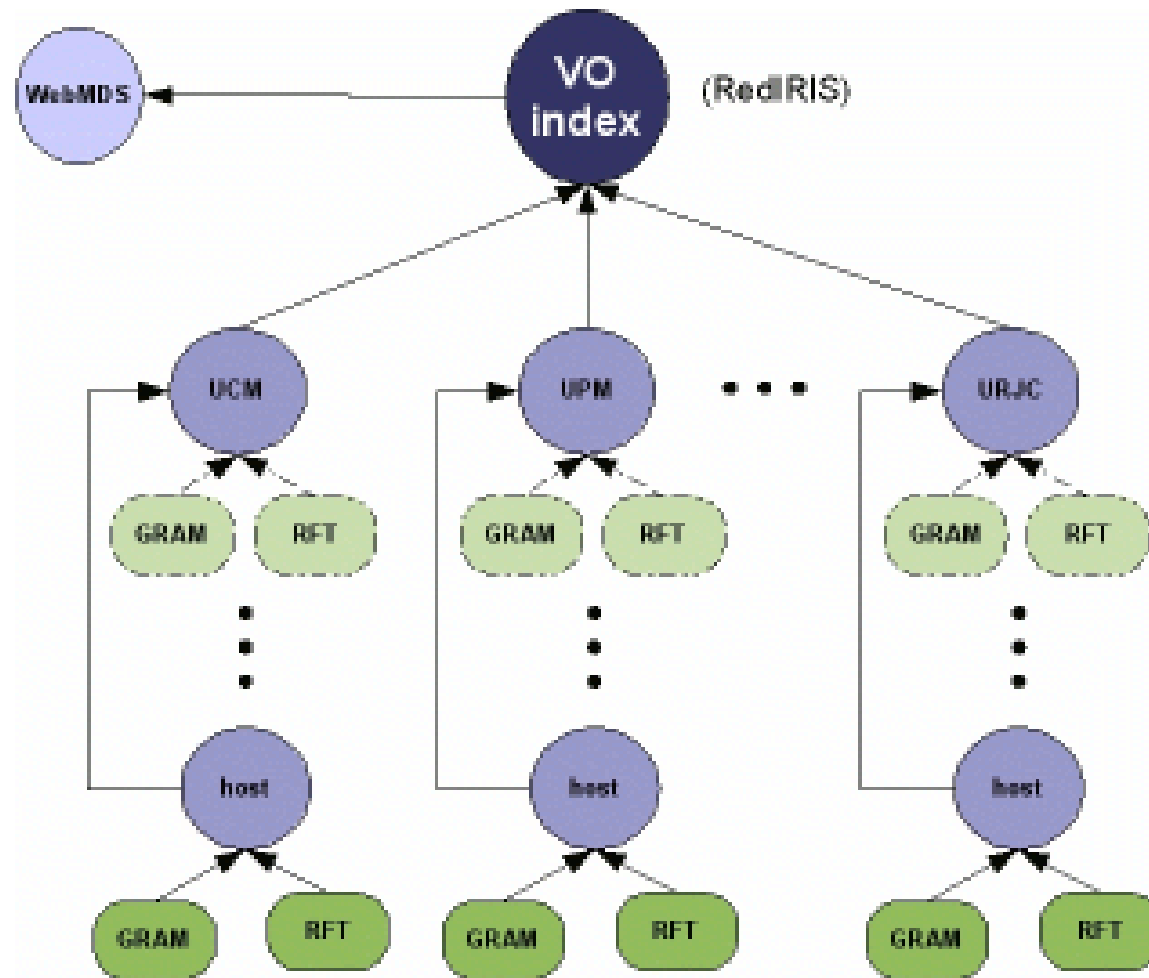 WebMDS
VO
index
(RedIRIS)
UCM
UPM
URJC
GRAM
RFT
GRAM
RFT
GRAM
RFT
host
host
host
GRAM
RFT
GRAM
RFT
GRAM
RFT